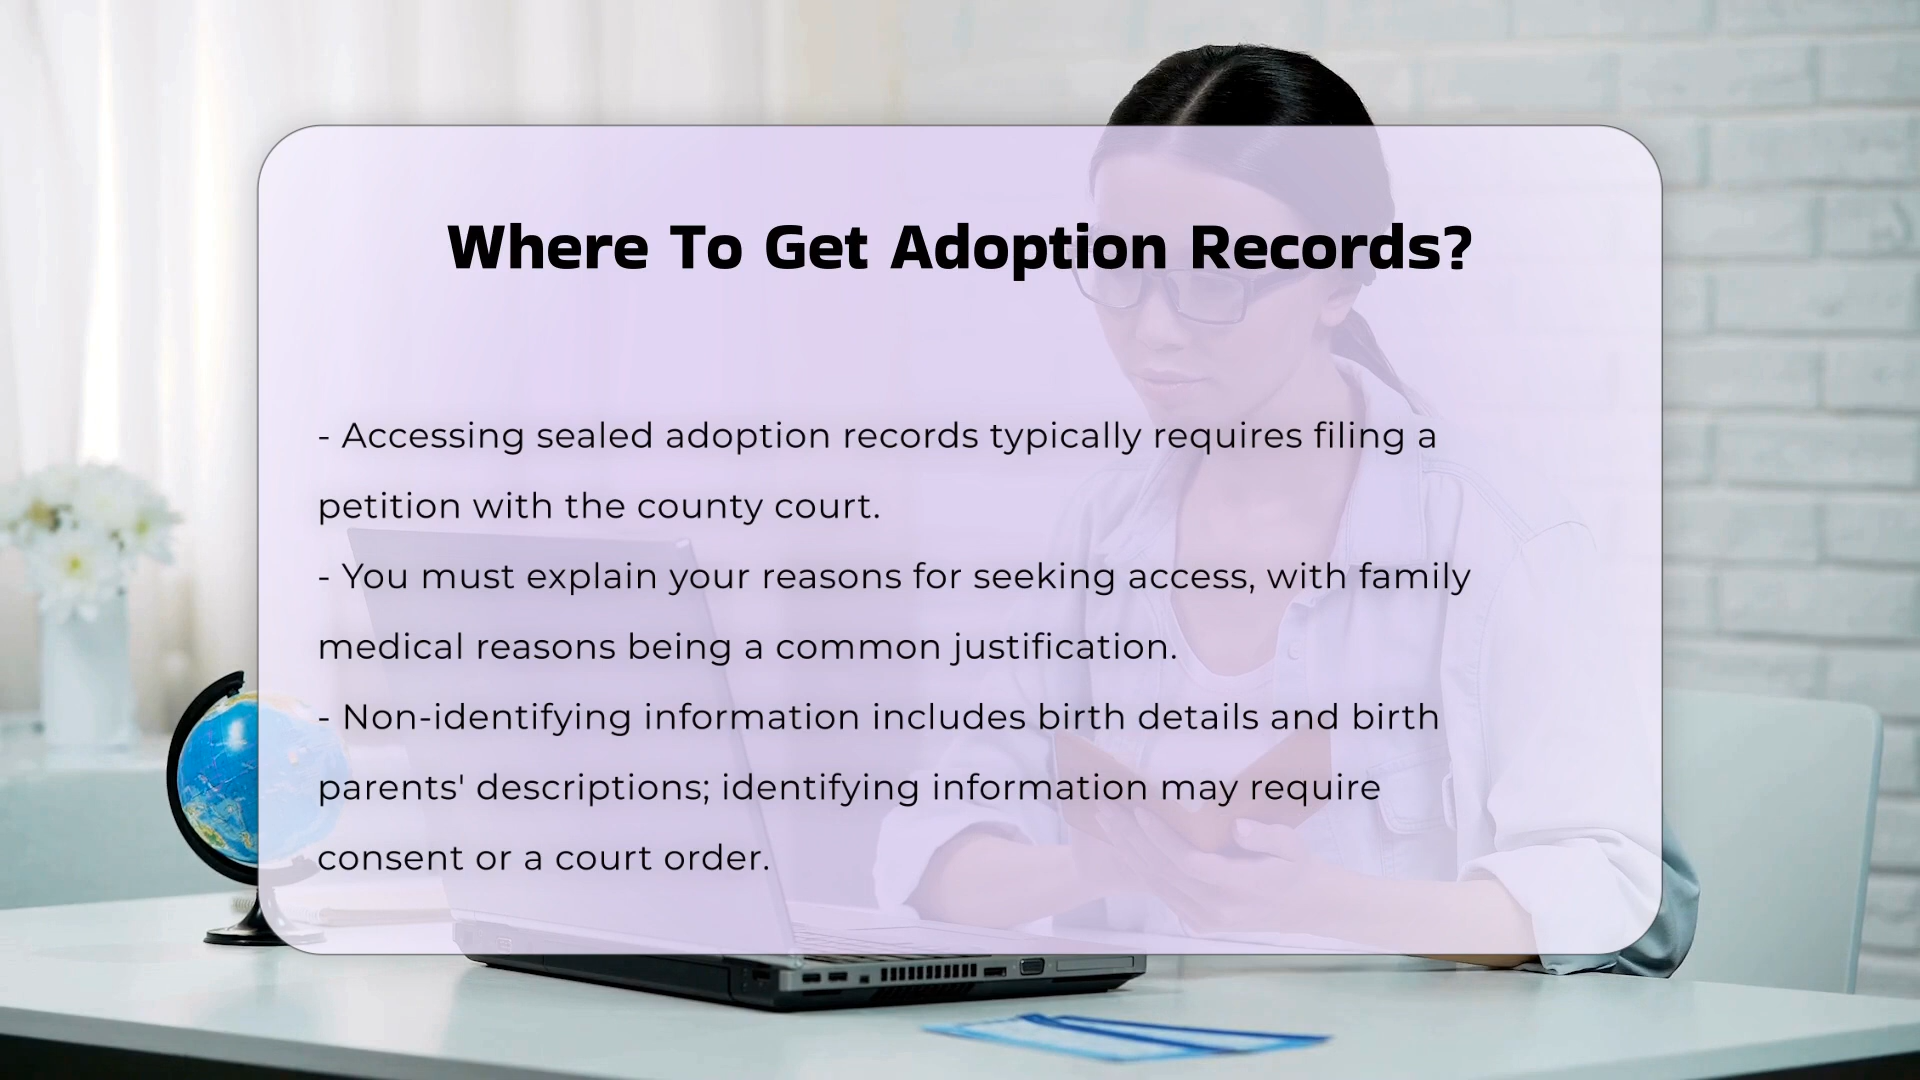 Where To Get Adoption Records?
- Accessing sealed adoption records typically requires filing a
petition with the county court.
- You must explain your reasons for seeking access, with family
medical reasons being a common justification.
- Non-identifying information includes birth details and birth
parents' descriptions; identifying information may require
consent or a court order.